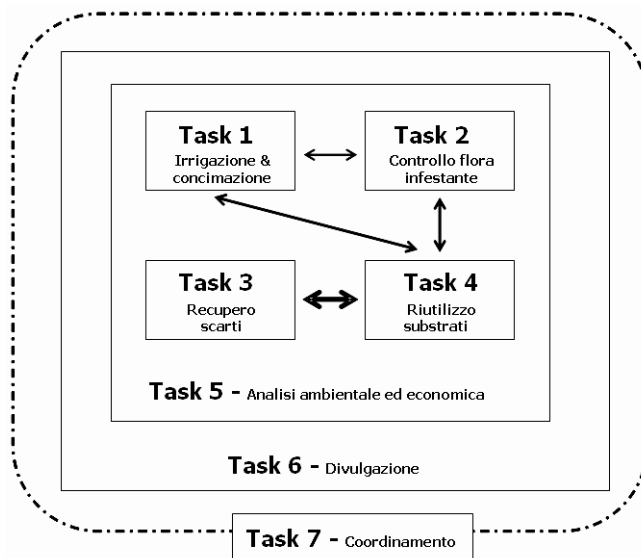 Task 1
Irrigazione &
concimazione
Task 2
Controllo flora
infestante
Task 3
Recupero
scarti
Task 4
Riutilizzo
substrati
Task 5 - Analisi ambientale ed economica
Task 6 - Divulgazione
Task 7 - Coordinamento